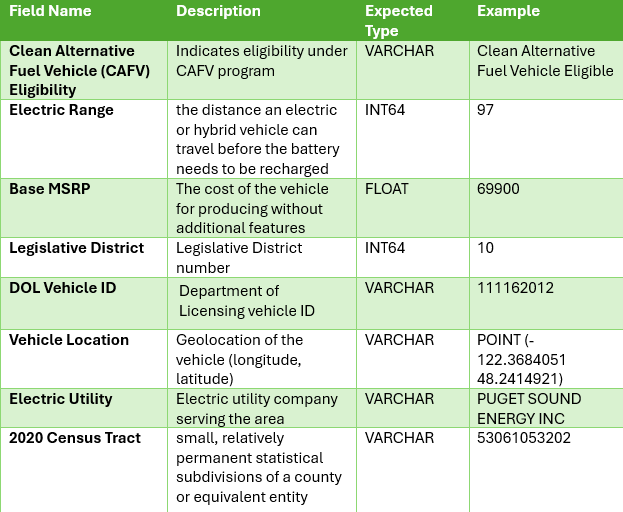 Field Name Description Expected Type Example
Clean Alternative Fuel Vehicle (CAFV) Eligibility Indicates eligibility under CAFV program VARCHAR Clean Alternative Fuel Vehicle Eligible
Electric Range the distance an electric or hybrid vehicle can travel before the battery needs to be recharged INT64 97
Base MSRP The cost of the vehicle for producing without additional features FLOAT 69900
Legislative District Legislative District number INT64 10
DOL Vehicle ID Department of Licensing vehicle ID VARCHAR 111162012
Vehicle Location Geolocation of the vehicle (longitude, latitude) VARCHAR POINT (-122.3684051 48.2414921)
Electric Utility Electric utility company serving the area VARCHAR PUGET SOUND ENERGY INC
2020 Census Tract small, relatively permanent statistical subdivisions of a county or equivalent entity VARCHAR 53061053202